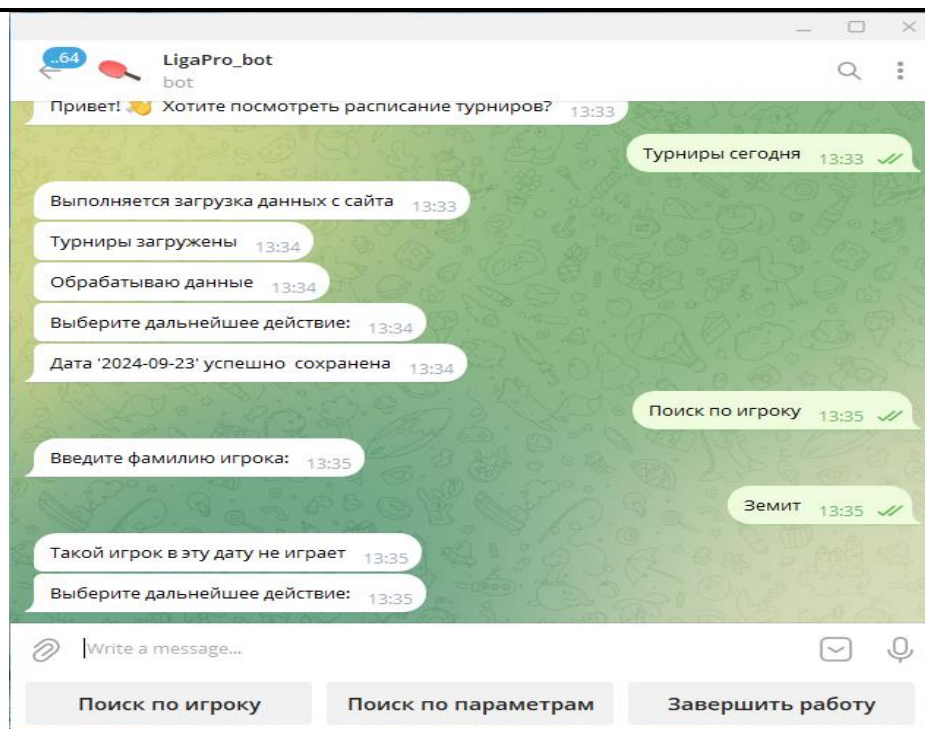 ..64
LigaPro_bot
bot
Привет! 👋 Хотите посмотреть расписание турниров? 13:33
Турниры сегодня 13:33
Выполняется загрузка данных с сайта 13:33
Турниры загружены 13:34
Обрабатываю данные 13:34
Выберите дальнейшее действие: 13:34
Дата '2024-09-23' успешно сохранена 13:34
Поиск по игроку 13:35
Введите фамилию игрока: 13:35
Земит 13:35
Такой игрок в эту дату не играет 13:35
Выберите дальнейшее действие: 13:35
Write a message...
Поиск по игроку Поиск по параметрам Завершить работу